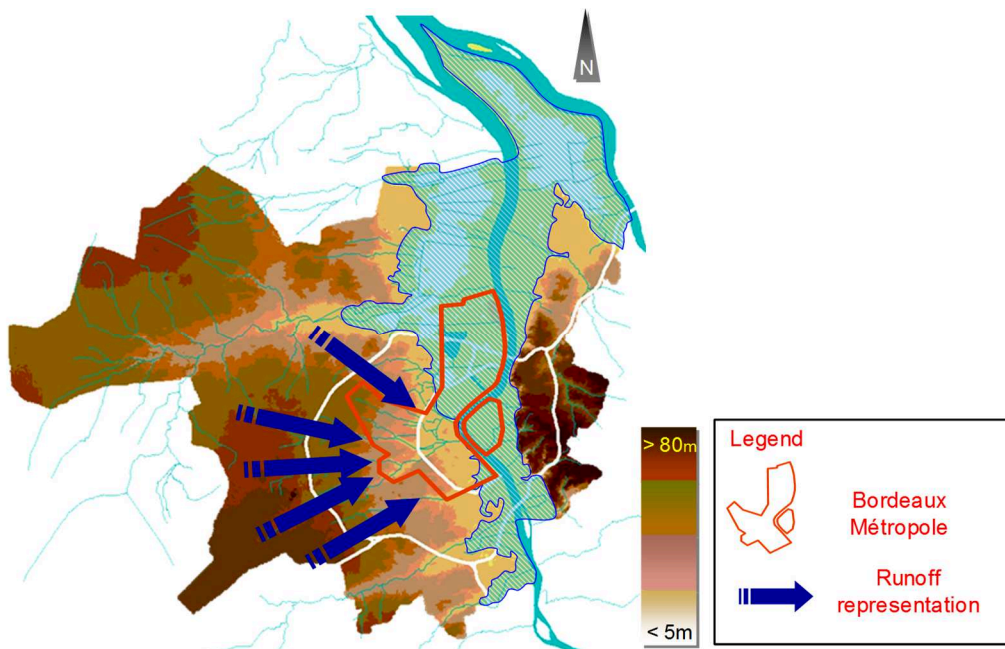 N
> 80m
< 5m
Legend
Bordeaux
Métropole
Runoff
representation